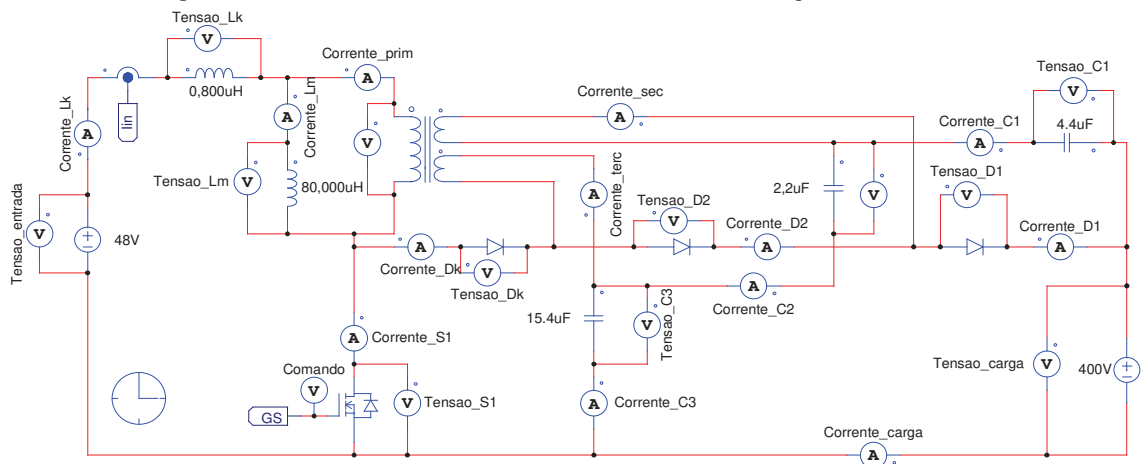 Tensao_Lk
V
Corrente_prim
A
0,800uH
Iin
Corrente_Lk
A
Corrente_Lm
A
V
Tensao_Lm
V
80,000uH
Tensao_entrada
V
48V
Corrente_sec
A
Corrente_terc
A
Tensao_C1
V
Corrente_C1
A
4.4uF
2,2uF
V
Tensao_D1
V
Tensao_D2
V
Corrente_D2
A
Corrente_D1
A
A
Corrente_Dk
V
Tensao_Dk
15.4uF
V
Tensao_C3
A
Corrente_C2
A
Corrente_S1
Comando
V
GS
V
Tensao_S1
A
Corrente_C3
Tensao_carga
V
400V
Corrente_carga
A